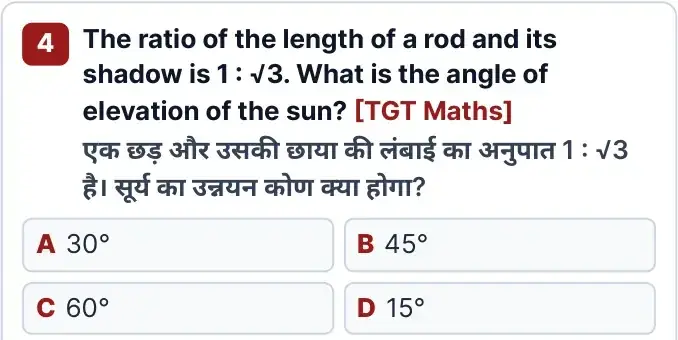 4 The ratio of the length of a rod and its
shadow is 1 : √3. What is the angle of
elevation of the sun? [TGT Maths]
एक छड़ और उसकी छाया की लंबाई का अनुपात 1 : √3
है। सूर्य का उन्नयन कोण क्या होगा?
A 30°
B 45°
C 60°
D 15°